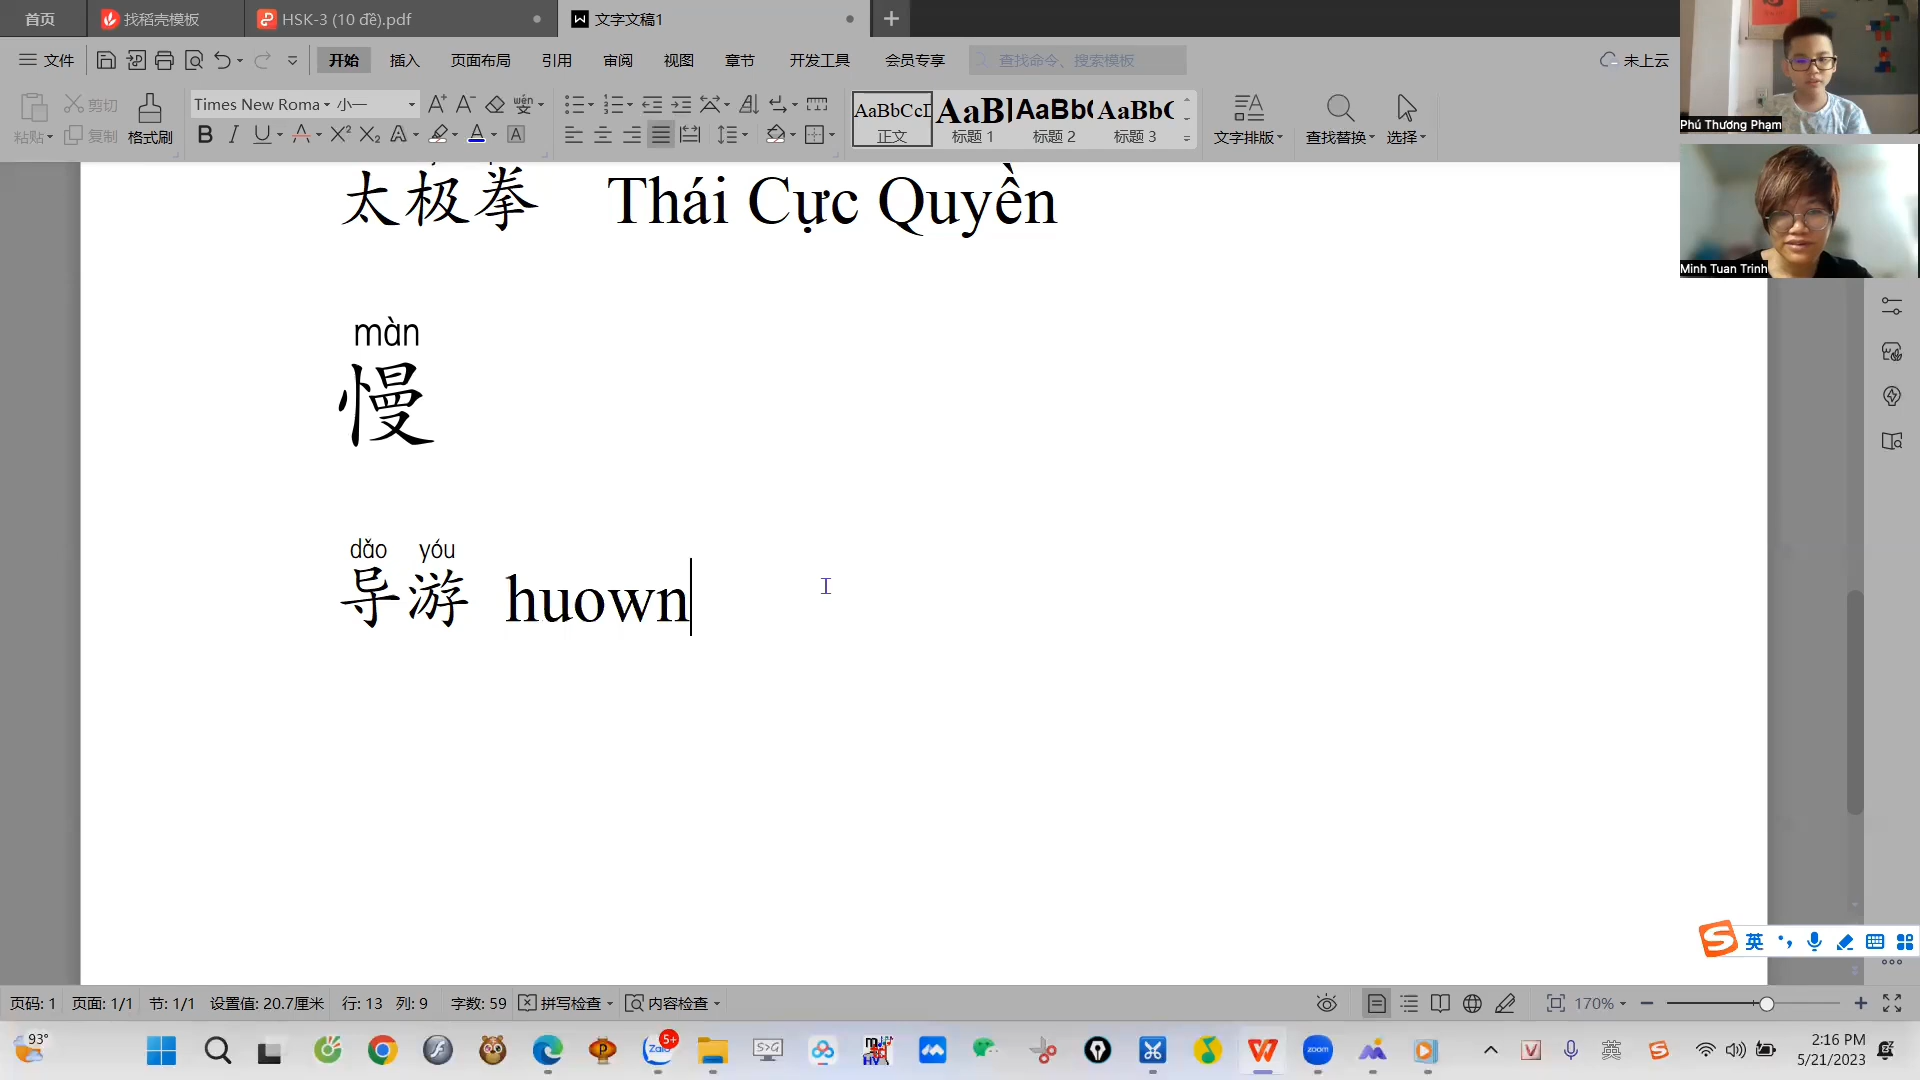 首页 找稻壳模板 HSK-3 (10 đề).pdf 文字文稿1
文件 开始 插入 页面布局 引用 审阅 视图 章节 开发工具 会员专享 查找命令、搜索模板 未上云
粘贴 剪切 复制 格式刷 Times New Roma 小一 AaBbCcD 正文 AaBl 标题 1 AaBb( 标题 2 AaBbC 标题 3 文字排版 查找替换 选择
Phú Thương Phạm
Minh Tuan Trinh
太极拳 Thái Cực Quyền
màn
慢
dǎo yóu
导游 huown
英
页码: 1 页面: 1/1 节: 1/1 设置值: 20.7厘米 行: 13 列: 9 字数: 59 拼写检查 内容检查 170%
93°
5+
Zalo
zoom
英
2:16 PM
5/21/2023